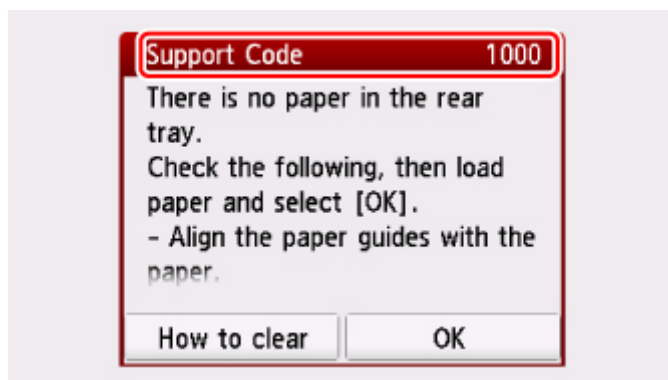 Support Code 1000
There is no paper in the rear
tray.
Check the following, then load
paper and select [OK].
– Align the paper guides with the
paper.
How to clear OK